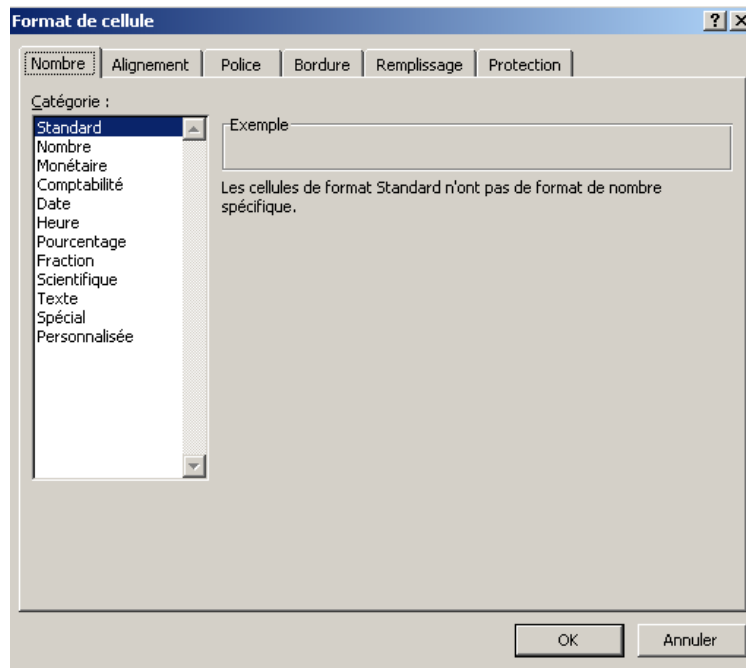 Format de cellule
Nombre Alignement Police Bordure Remplissage Protection
Catégorie :
Standard
Nombre
Monétaire
Comptabilité
Date
Heure
Pourcentage
Fraction
Scientifique
Texte
Spécial
Personnalisée
Exemple
Les cellules de format Standard n'ont pas de format de nombre
spécifique.
OK Annuler